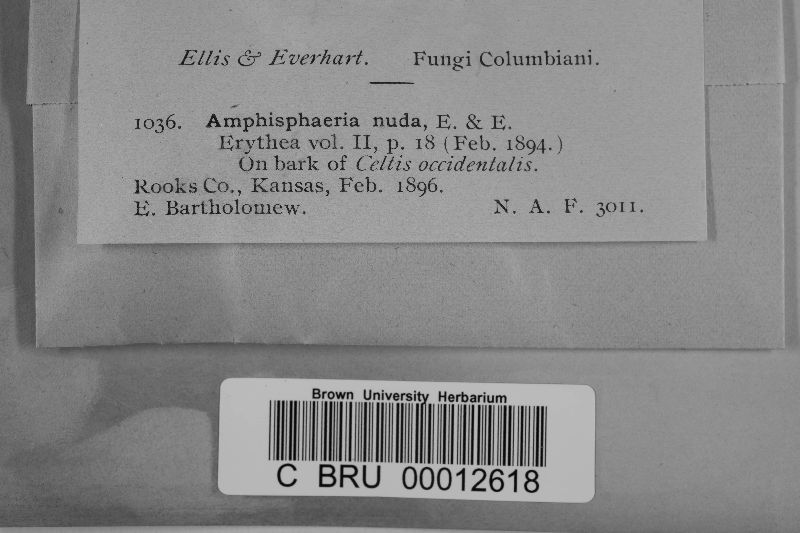 Ellis & Everhart. Fungi Columbiani.
1036. Amphisphaeria nuda, E. & E.
Erythea vol. II, p. 18 (Feb. 1894.)
On bark of Celtis occidentalis.
Rooks Co., Kansas, Feb. 1896.
E. Bartholomew. N. A. F. 3011.
Brown University Herbarium
C BRU 00012618